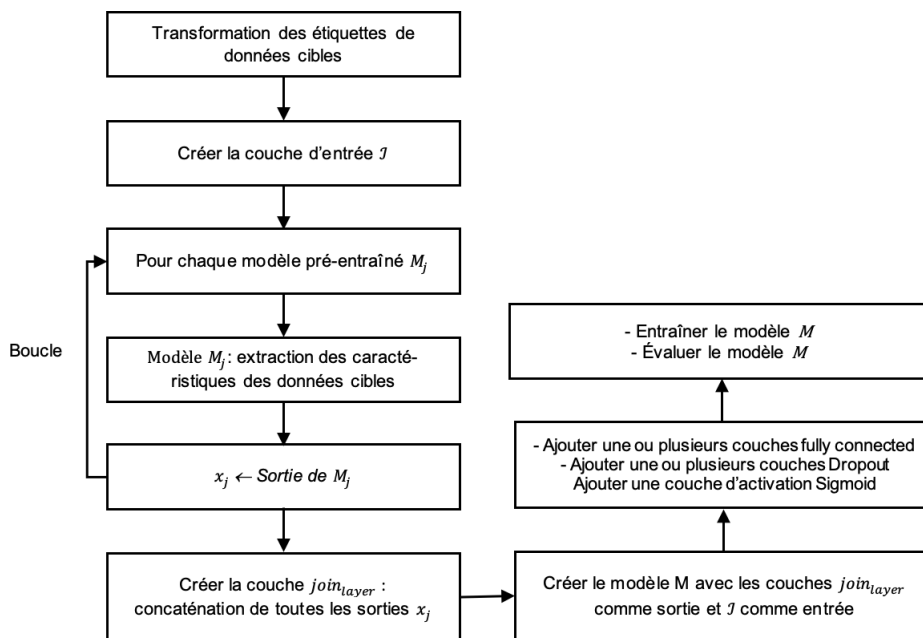 Transformation des étiquettes de
données cibles
Créer la couche d'entrée ℐ
Pour chaque modèle pré-entraîné M_j
Boucle
Modèle M_j: extraction des caracté-
ristiques des données cibles
x_j ← Sortie de M_j
Créer la couche join_layer :
concaténation de toutes les sorties x_j
Créer le modèle M avec les couches join_layer
comme sortie et ℐ comme entrée
- Ajouter une ou plusieurs couches fully connected
- Ajouter une ou plusieurs couches Dropout
Ajouter une couche d'activation Sigmoid
- Entraîner le modèle M
- Évaluer le modèle M